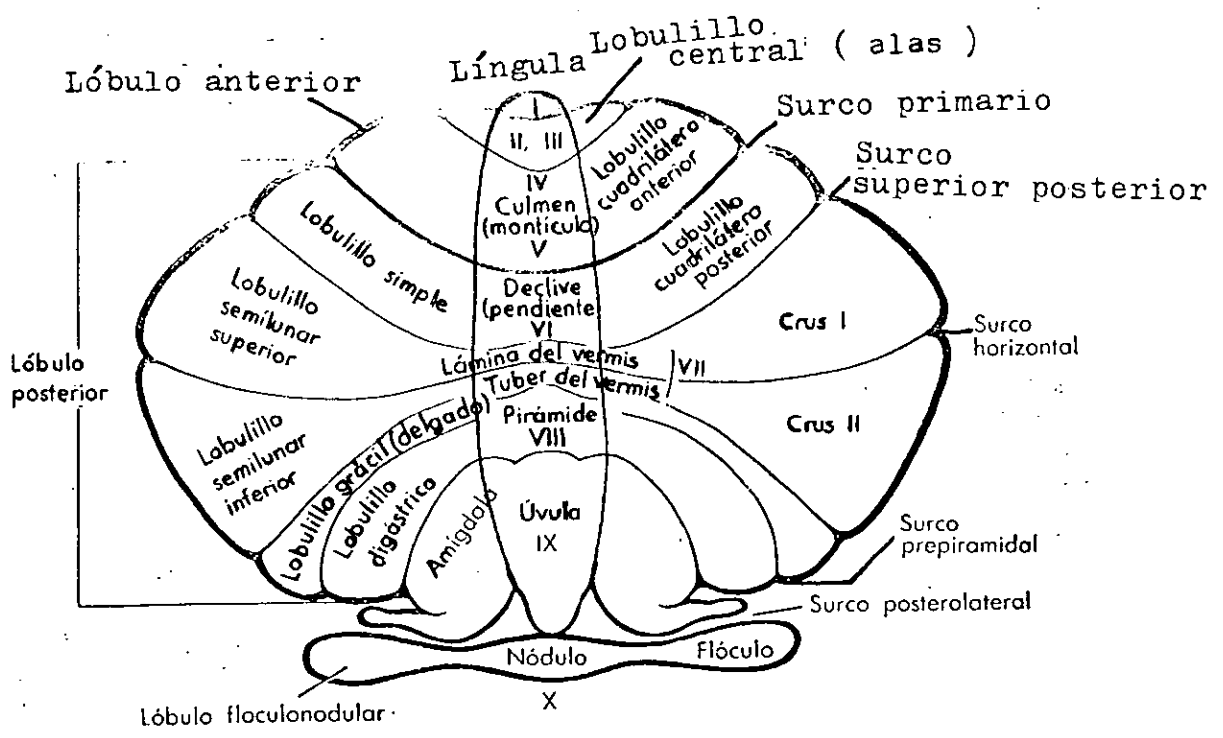 Lobulillo
central ( alas )
Língula
Lóbulo anterior
Surco primario
Surco
superior posterior
I
II, III
IV
Culmen
(montículo)
V
Lobulillo
cuadrilátero
anterior
Lobulillo
cuadrilátero
posterior
Lobulillo simple
Declive
(pendiente)
VI
Lobulillo
semilunar
superior
Crus I
Surco
horizontal
Lámina del vermis
VII
Tuber del vermis
Lóbulo
posterior
Pirámide
VIII
Crus II
Lobulillo
semilunar
inferior
Lobulillo grácil (delgado)
Lobulillo
digástrico
Amígdala
Úvula
IX
Surco
prepiramidal
Surco posterolateral
Nódulo
Flóculo
X
Lóbulo floculonodular